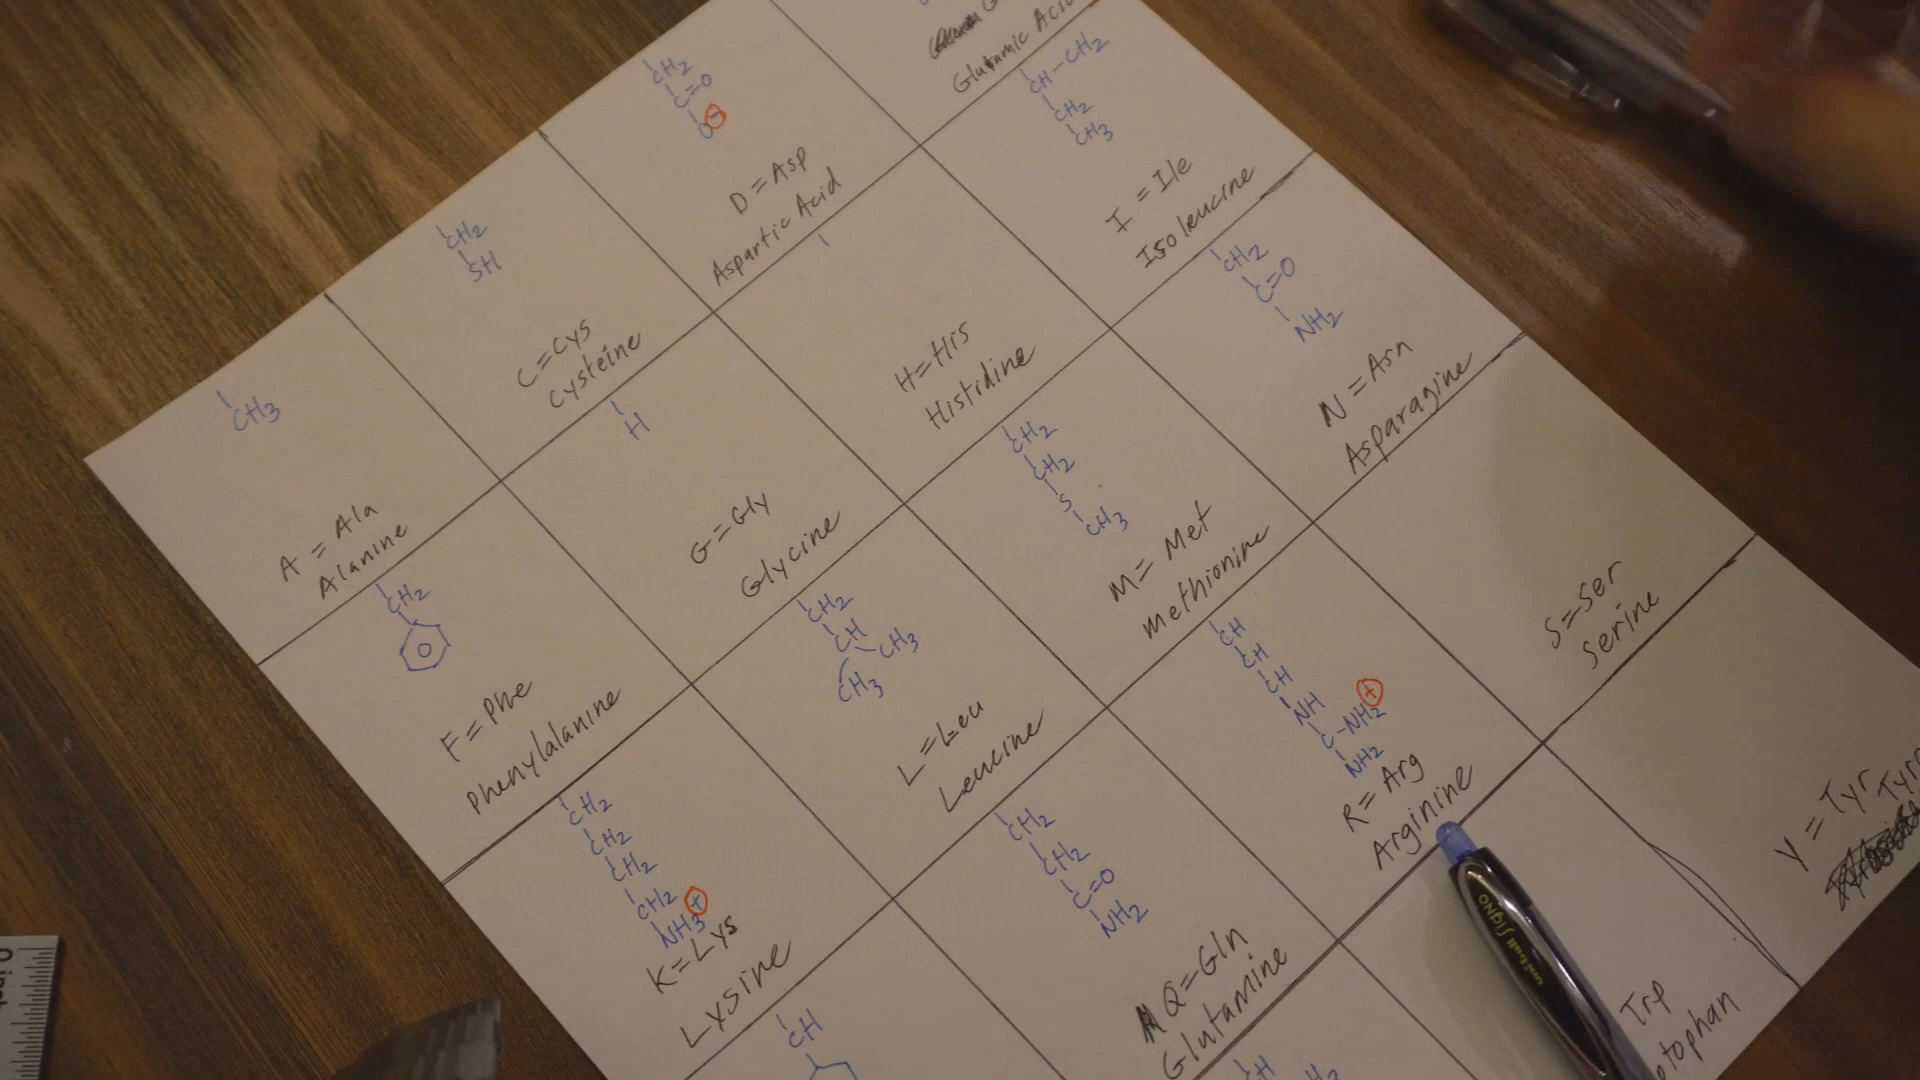 Glutamic Acid
CH2
C=O
O⊖
D = Asp
Aspartic Acid
CH-CH2
CH2
CH3
I = Ile
Isoleucine
CH2
SH
C=Cys
Cysteine
H=His
Histidine
CH2
C=O
NH2
N = Asn
Asparagine
CH3
A = Ala
Alanine
H
G=Gly
Glycine
CH2
CH2
S
CH3
M= Met
Methionine
S=Ser
Serine
CH2
F= Phe
Phenylalanine
CH2
CH
CH3
CH3
L=Leu
Leucine
CH
CH
CH
NH
C-NH2
⊕
NH2
R= Arg
Arginine
Y = Tyr
CH2
CH2
CH2
CH2
⊕
NH3
K=Lys
Lysine
CH2
CH2
C=O
NH2
Q=Gln
Glutamine
Trp
CH
uniball Signo